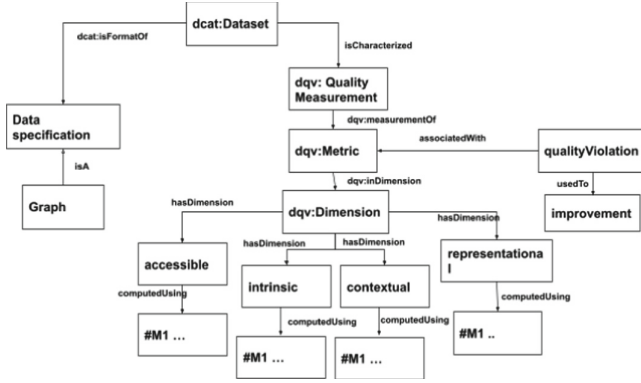 dcat:Dataset
dcat:isFormatOf
isCharacterized
dqv: Quality
Measurement
Data
specification
dqv:measurementOf
associatedWith
dqv:Metric
qualityViolation
isA
dqv:inDimension
usedTo
Graph
hasDimension
dqv:Dimension
improvement
hasDimension
hasDimension
hasDimension
accessible
representationa
l
intrinsic
contextual
computedUsing
computedUsing
computedUsing
computedUsing
#M1 …
#M1 ..
#M1 …
#M1 …